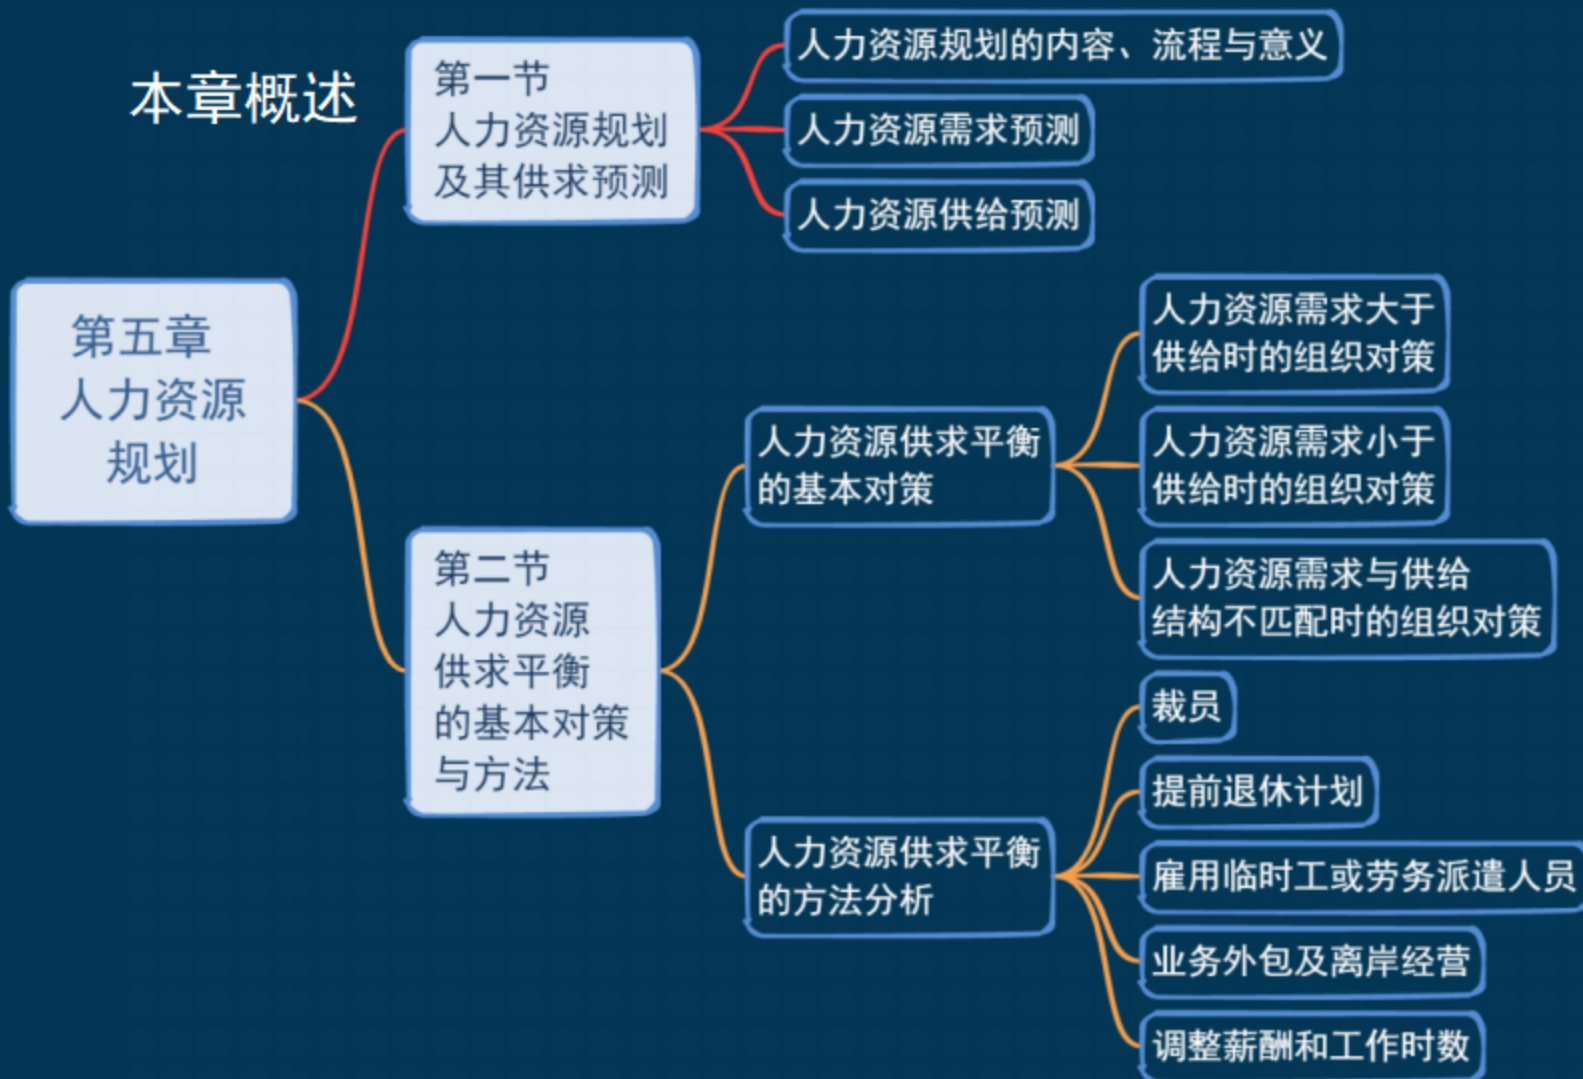 本章概述
第五章
人力资源
规划
第一节
人力资源规划
及其供求预测
人力资源规划的内容、流程与意义
人力资源需求预测
人力资源供给预测
第二节
人力资源
供求平衡
的基本对策
与方法
人力资源供求平衡
的基本对策
人力资源需求大于
供给时的组织对策
人力资源需求小于
供给时的组织对策
人力资源需求与供给
结构不匹配时的组织对策
人力资源供求平衡
的方法分析
裁员
提前退休计划
雇用临时工或劳务派遣人员
业务外包及离岸经营
调整薪酬和工作时数